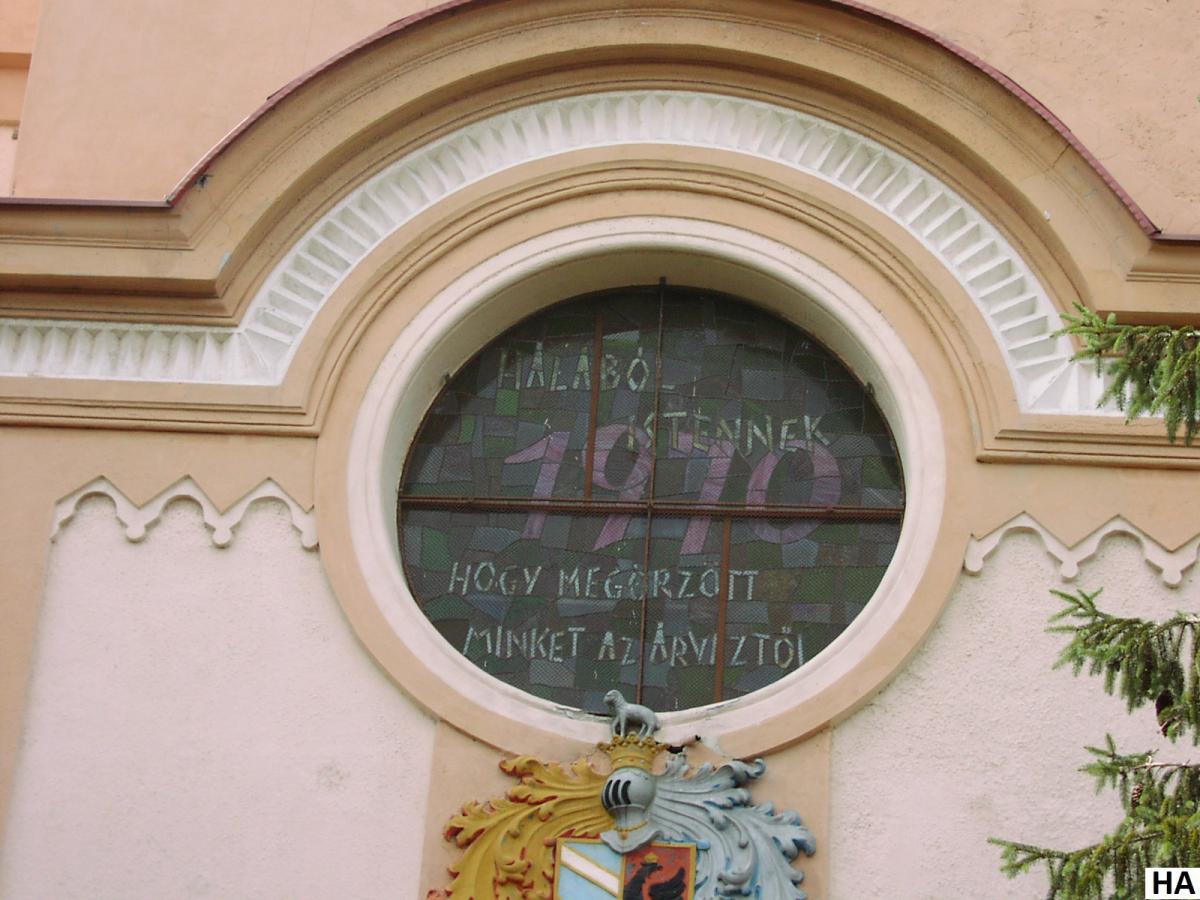 HÁLÁBÓL
ISTENNEK
1970
HOGY MEGŐRZÖTT
MINKET AZ ÁRVIZTŐL
HA